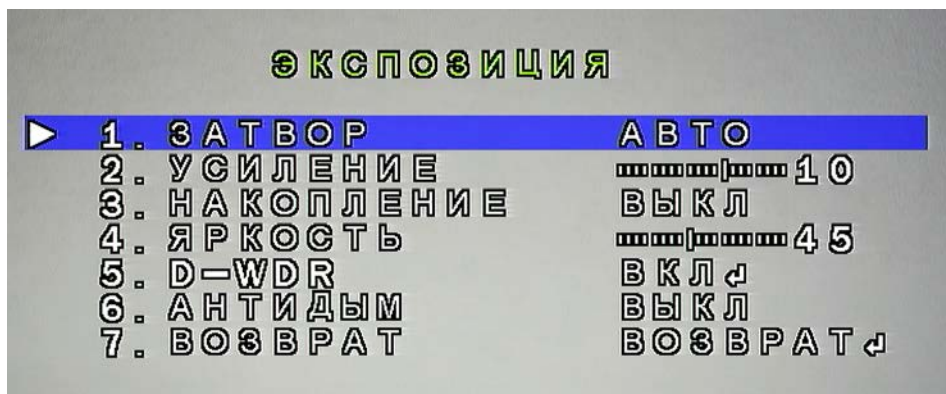 ЭКСПОЗИЦИЯ
1. ЗАТВОР АВТО
2. УСИЛЕНИЕ 10
3. НАКОПЛЕНИЕ ВЫКЛ
4. ЯРКОСТЬ 45
5. D-WDR ВКЛ↲
6. АНТИДЫМ ВЫКЛ
7. ВОЗВРАТ ВОЗВРАТ↲